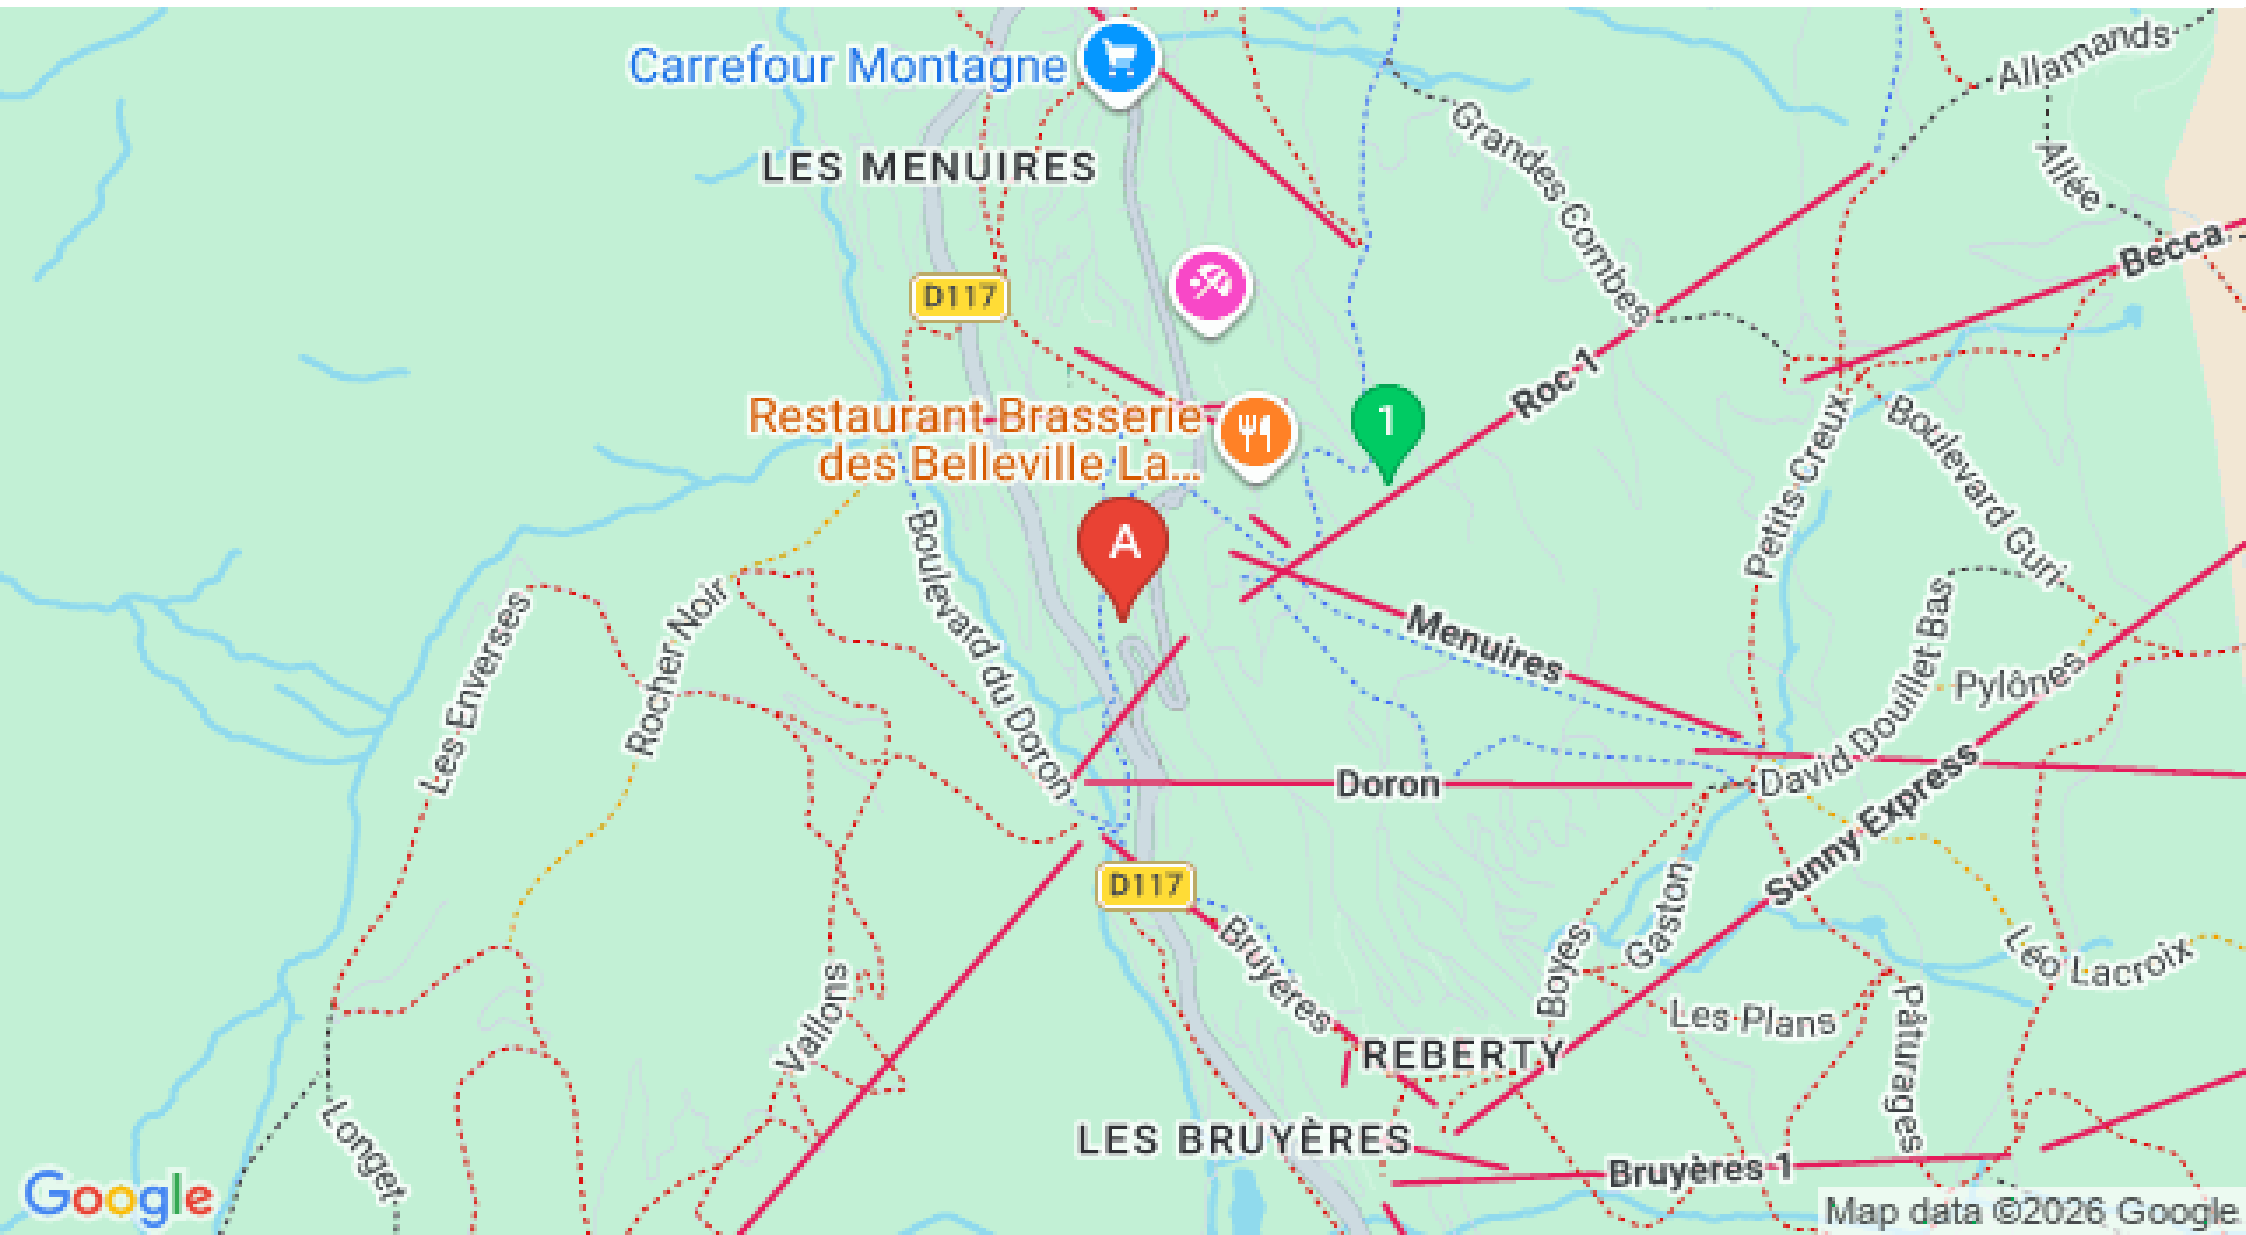 Carrefour Montagne
Allamands
Grandes Combes
Allée
LES MENUIRES
Becca
D117
Roc 1
Restaurant Brasserie
des Belleville La...
1
Petits Creux
Boulevard Guri
A
Boulevard du Doron
Les Enverses
Rocher Noir
Menuires
David Douillet Bas
Pylônes
Doron
Sunny Express
D117
Bruyéres
Gaston
Boyes
Léo Lacroix
Vallons
Les Plans
Pâturages
REBERTY
Longet
LES BRUYÈRES
Bruyères 1
Google
Map data ©2026 Google